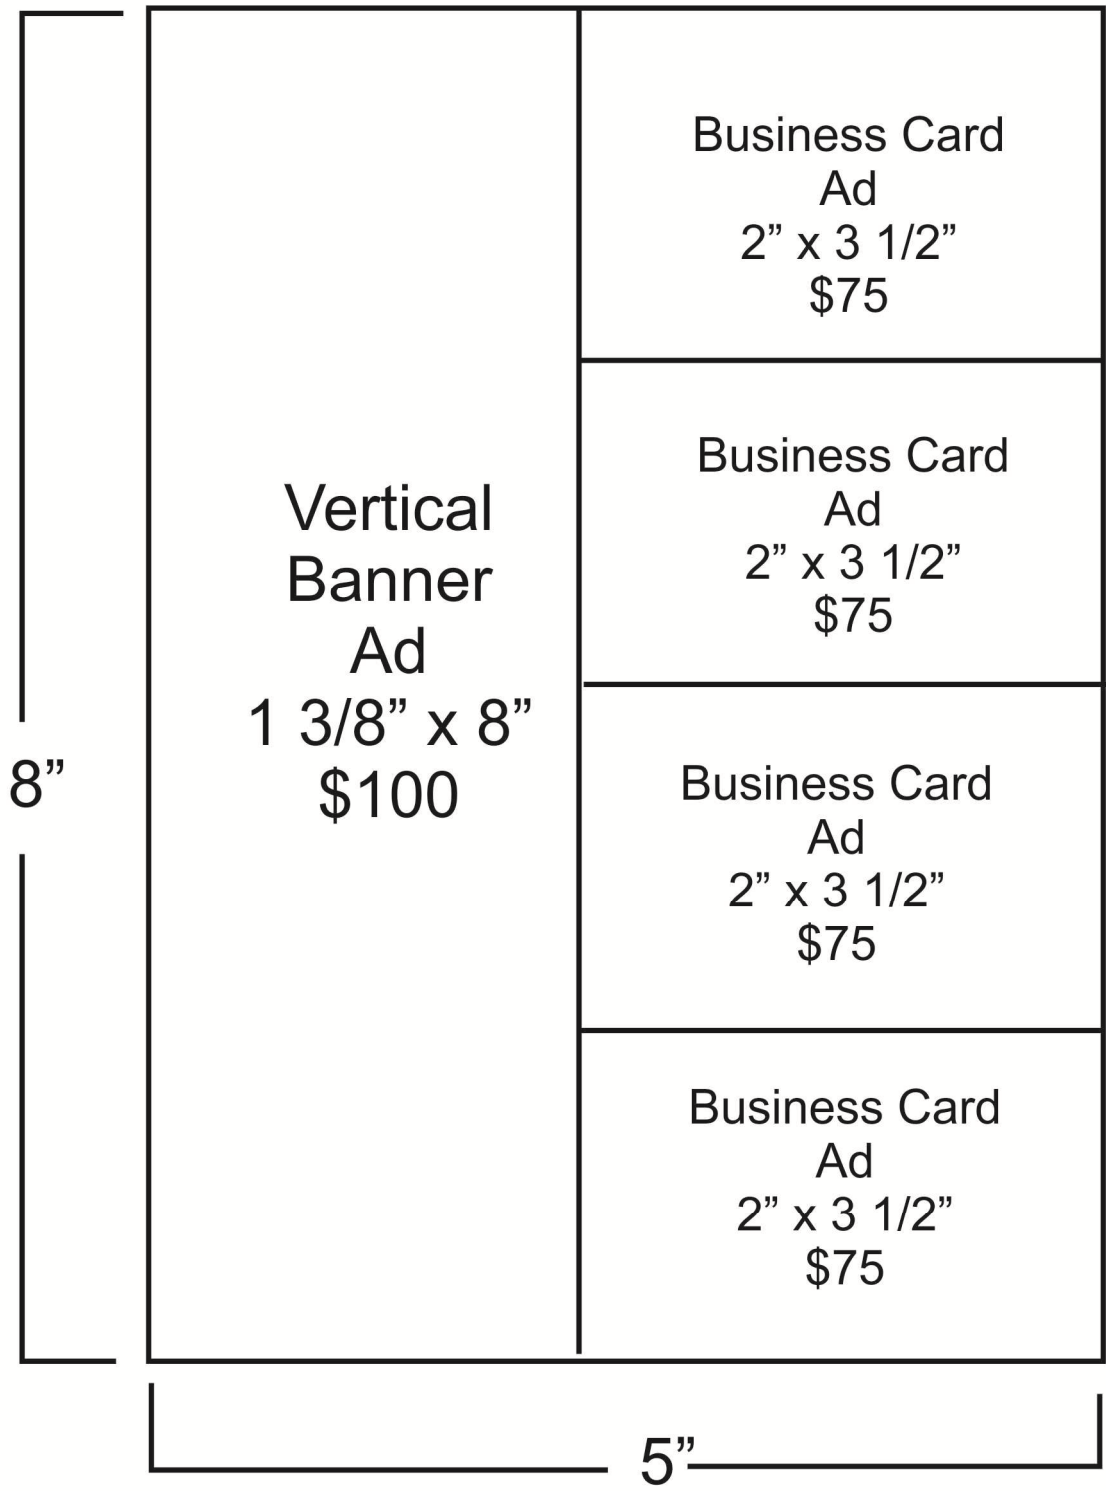 8”
Vertical
Banner
Ad
1 3/8” x 8”
$100
Business Card
Ad
2” x 3 1/2”
$75
Business Card
Ad
2” x 3 1/2”
$75
Business Card
Ad
2” x 3 1/2”
$75
Business Card
Ad
2” x 3 1/2”
$75
5”